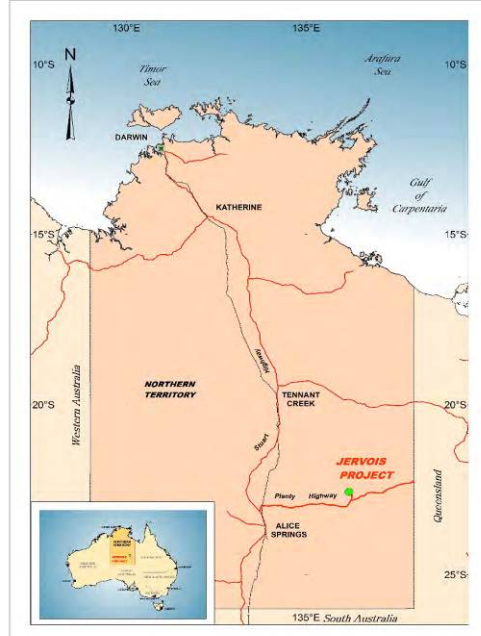 130°E
135°E
10°S
10°S
Timor
Sea
Arafura
Sea
N
DARWIN
KATHERINE
Gulf
of
Carpentaria
15°S
15°S
Western Australia
NORTHERN
TERRITORY
Highway
TENNANT
CREEK
20°S
20°S
Stuart
JERVOIS
PROJECT
Plenty Highway
Queensland
ALICE
SPRINGS
25°S
135°E
South Australia